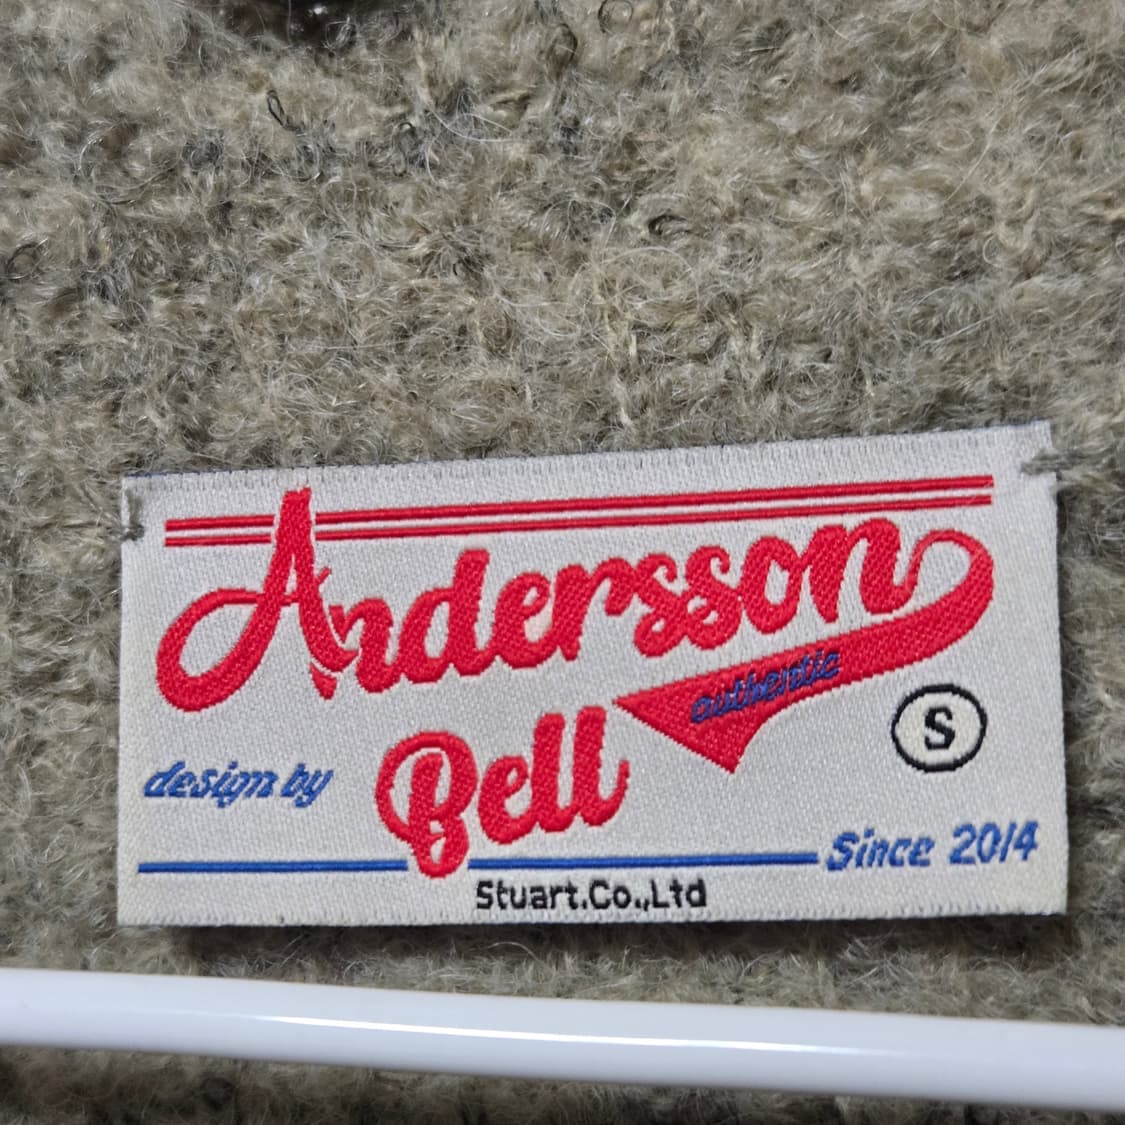 Andersson
authentic
Bell
S
design by
Since 2014
Stuart.Co.,Ltd